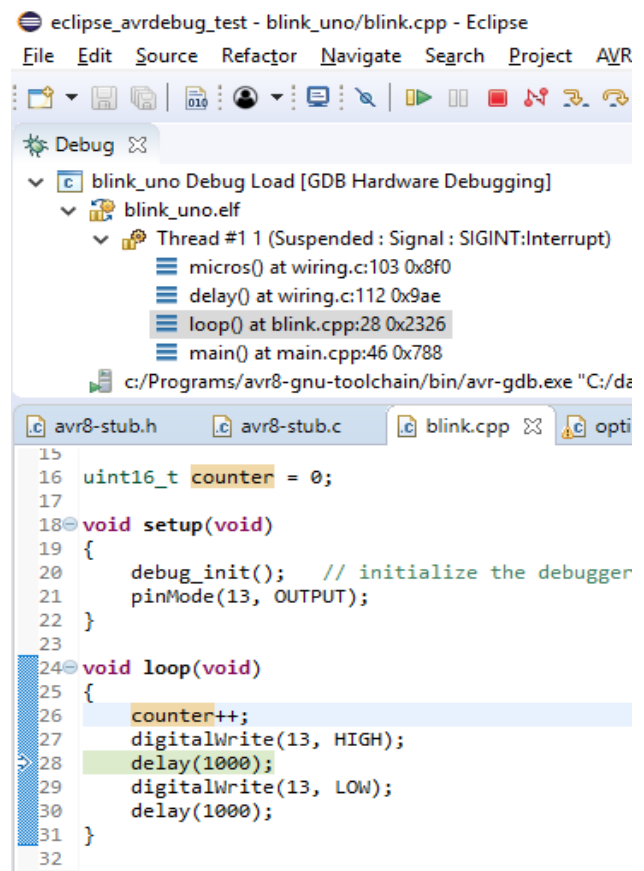 eclipse_avrdebug_test - blink_uno/blink.cpp - Eclipse
File Edit Source Refactor Navigate Search Project AVR
010
Debug
blink_uno Debug Load [GDB Hardware Debugging]
blink_uno.elf
Thread #1 1 (Suspended : Signal : SIGINT:Interrupt)
micros() at wiring.c:103 0x8f0
delay() at wiring.c:112 0x9ae
loop() at blink.cpp:28 0x2326
main() at main.cpp:46 0x788
c:/Programs/avr8-gnu-toolchain/bin/avr-gdb.exe "C:/da
.c avr8-stub.h .c avr8-stub.c .c blink.cpp .c opti
15
16 uint16_t counter = 0;
17
18 void setup(void)
19 {
20 debug_init(); // initialize the debugger
21 pinMode(13, OUTPUT);
22 }
23
24 void loop(void)
25 {
26 counter++;
27 digitalWrite(13, HIGH);
28 delay(1000);
29 digitalWrite(13, LOW);
30 delay(1000);
31 }
32